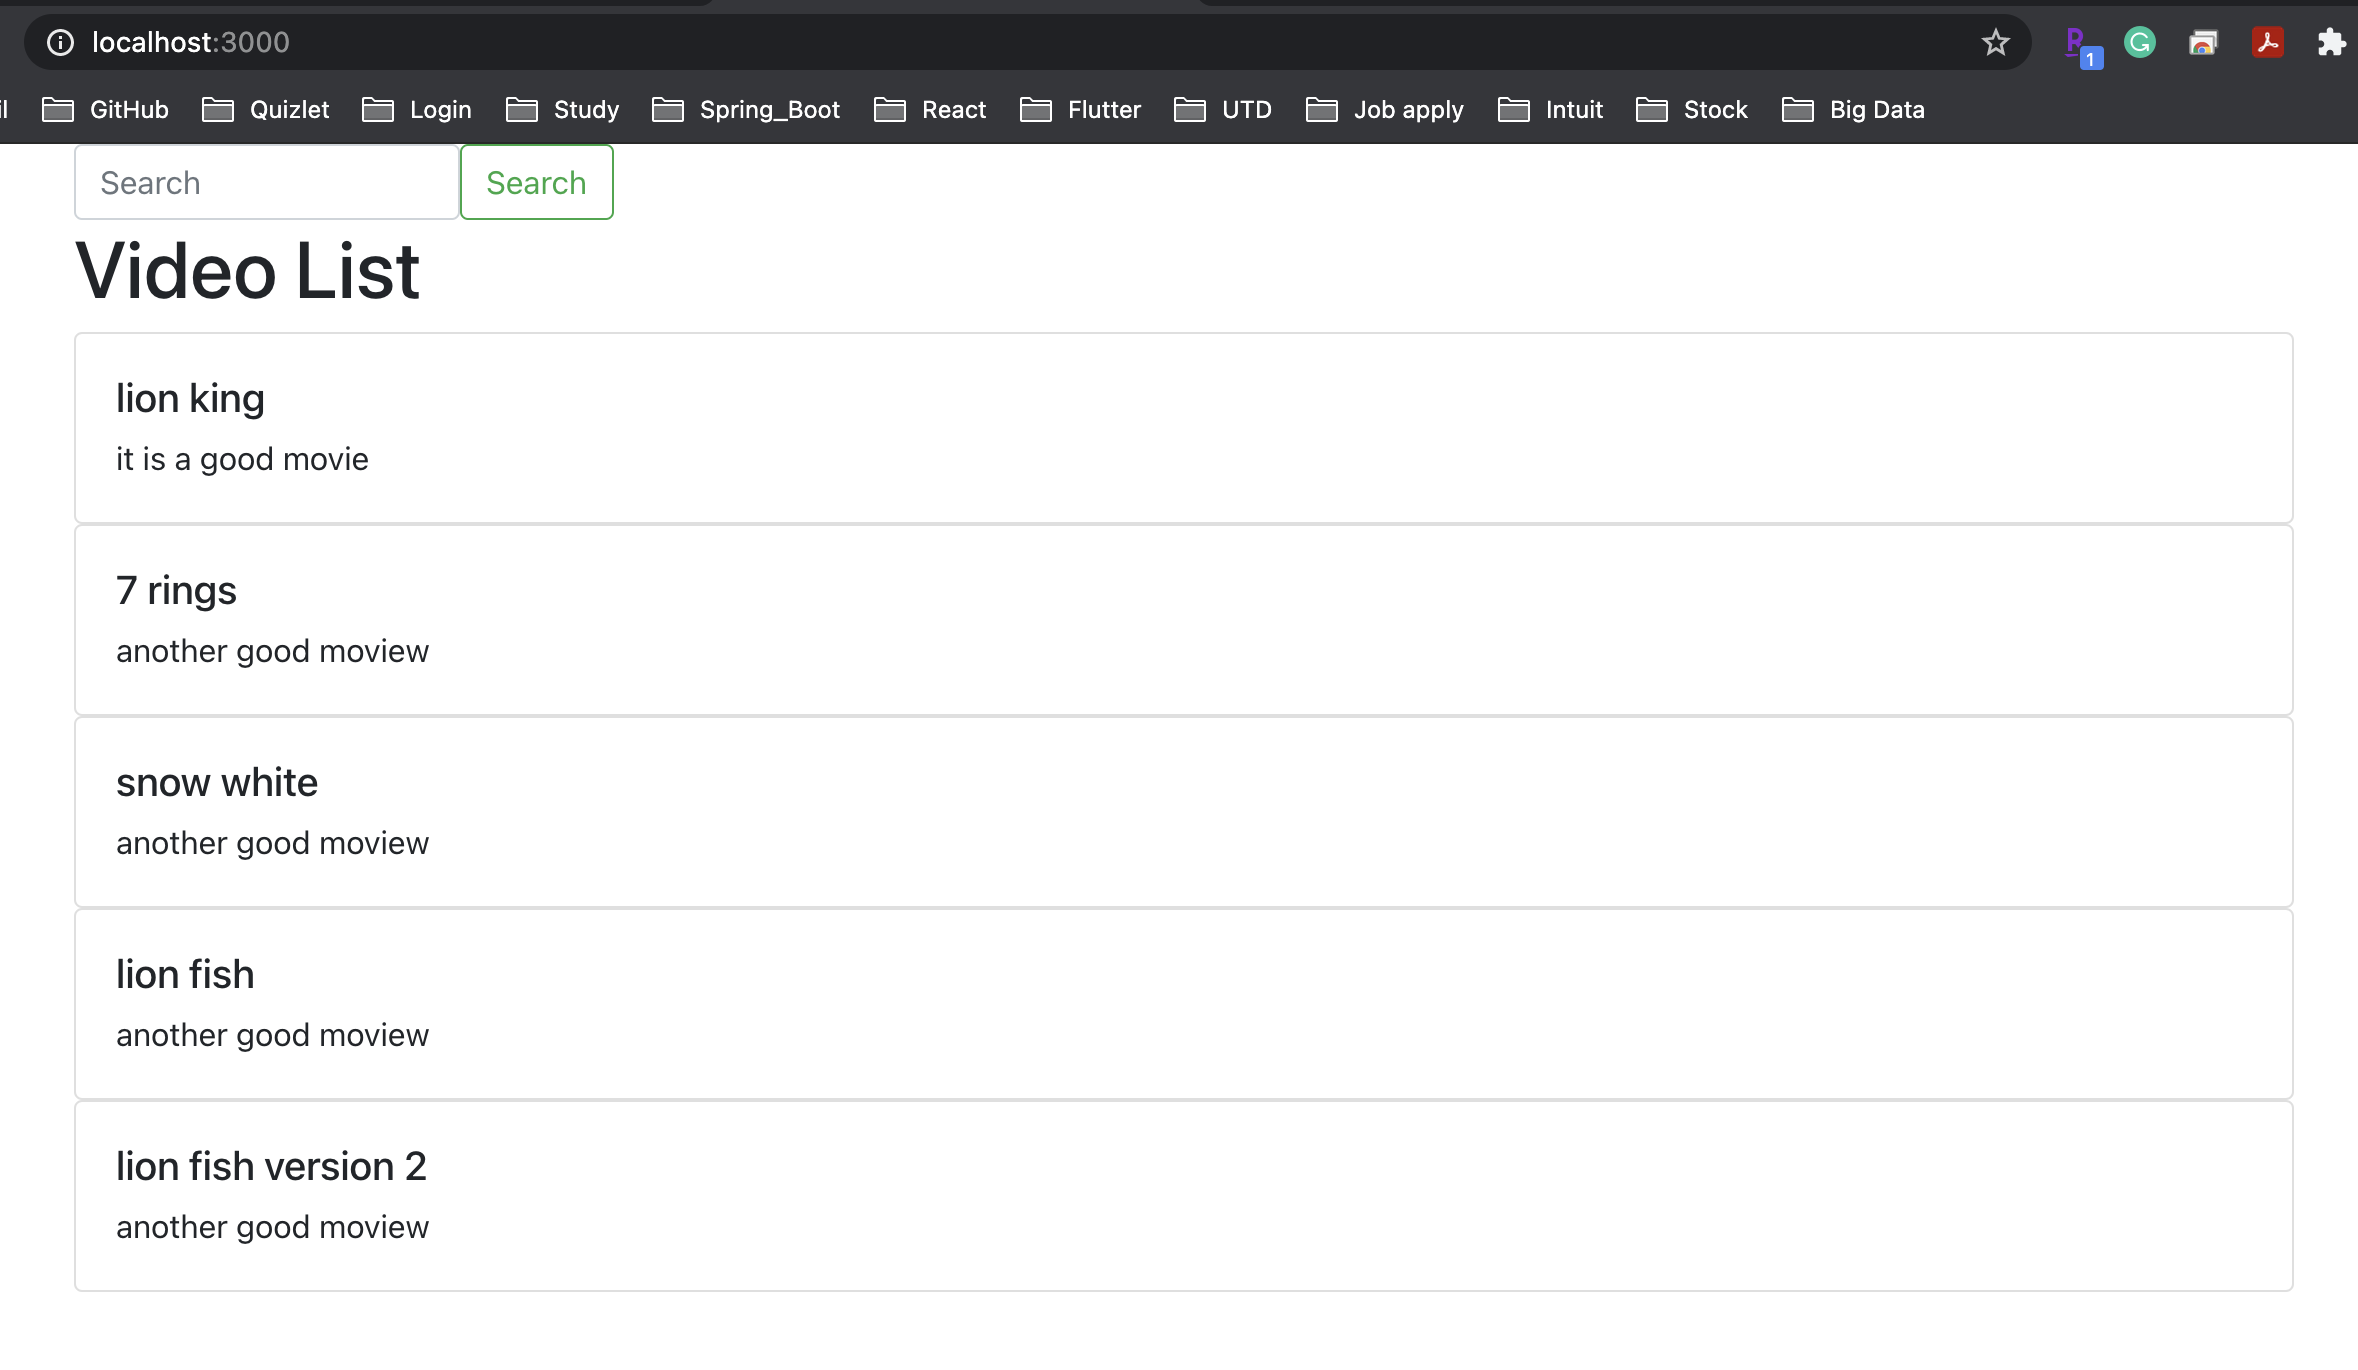 localhost:3000
1
GitHub Quizlet Login Study Spring_Boot React Flutter UTD Job apply Intuit Stock Big Data
Search Search
Video List
lion king
it is a good movie
7 rings
another good moview
snow white
another good moview
lion fish
another good moview
lion fish version 2
another good moview